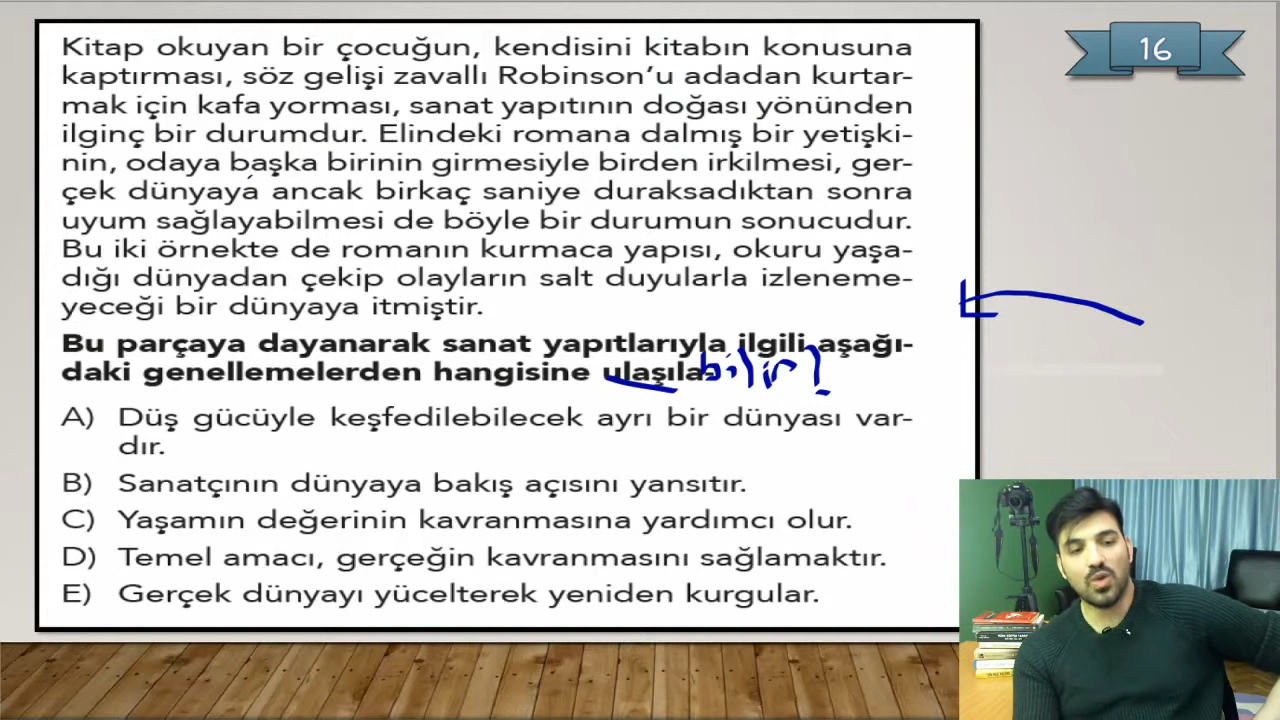 16
Kitap okuyan bir çocuğun, kendisini kitabın konusuna
kaptırması, söz gelişi zavallı Robinson'u adadan kurtar-
mak için kafa yorması, sanat yapıtının doğası yönünden
ilginç bir durumdur. Elindeki romana dalmış bir yetişki-
nin, odaya başka birinin girmesiyle birden irkilmesi, ger-
çek dünyaya ancak birkaç saniye duraksadıktan sonra
uyum sağlayabilmesi de böyle bir durumun sonucudur.
Bu iki örnekte de romanın kurmaca yapısı, okuru yaşa-
dığı dünyadan çekip olayların salt duyularla izleneme-
yeceği bir dünyaya itmiştir.
Bu parçaya dayanarak sanat yapıtlarıyla ilgili aşağı-
daki genellemelerden hangisine ulaşıla-bilir?
A) Düş gücüyle keşfedilebilecek ayrı bir dünyası var-
dır.
B) Sanatçının dünyaya bakış açısını yansıtır.
C) Yaşamın değerinin kavranmasına yardımcı olur.
D) Temel amacı, gerçeğin kavranmasını sağlamaktır.
E) Gerçek dünyayı yücelterek yeniden kurgular.